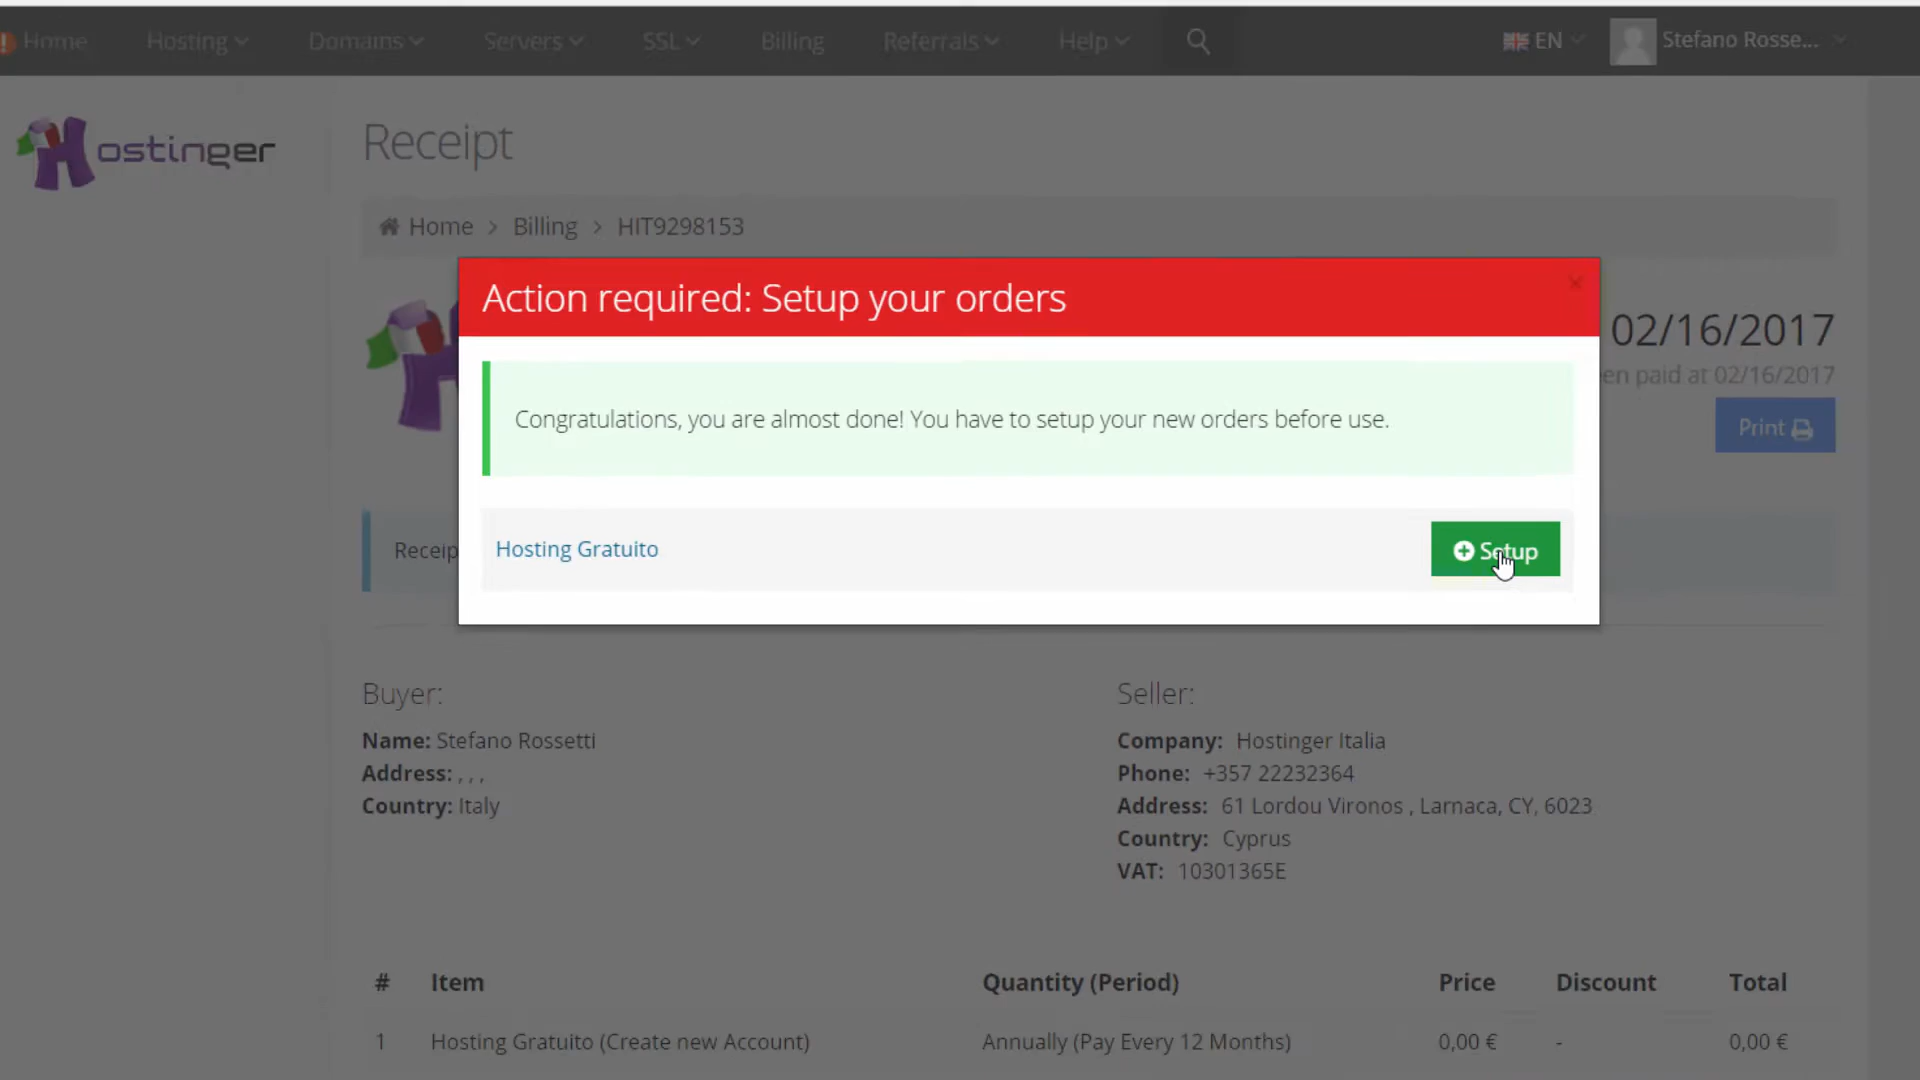 Home Hosting Domains Servers SSL Billing Referrals Help EN Stefano Rosse...
Hostinger
Receipt
Home > Billing > HIT9298153
Action required: Setup your orders
×
02/16/2017
en paid at 02/16/2017
Print
Congratulations, you are almost done! You have to setup your new orders before use.
Receip
Hosting Gratuito Setup
Buyer:
Name: Stefano Rossetti
Address: , , ,
Country: Italy
Seller:
Company: Hostinger Italia
Phone: +357 22232364
Address: 61 Lordou Vironos , Larnaca, CY, 6023
Country: Cyprus
VAT: 10301365E
# Item Quantity (Period) Price Discount Total
1 Hosting Gratuito (Create new Account) Annually (Pay Every 12 Months) 0,00 € - 0,00 €